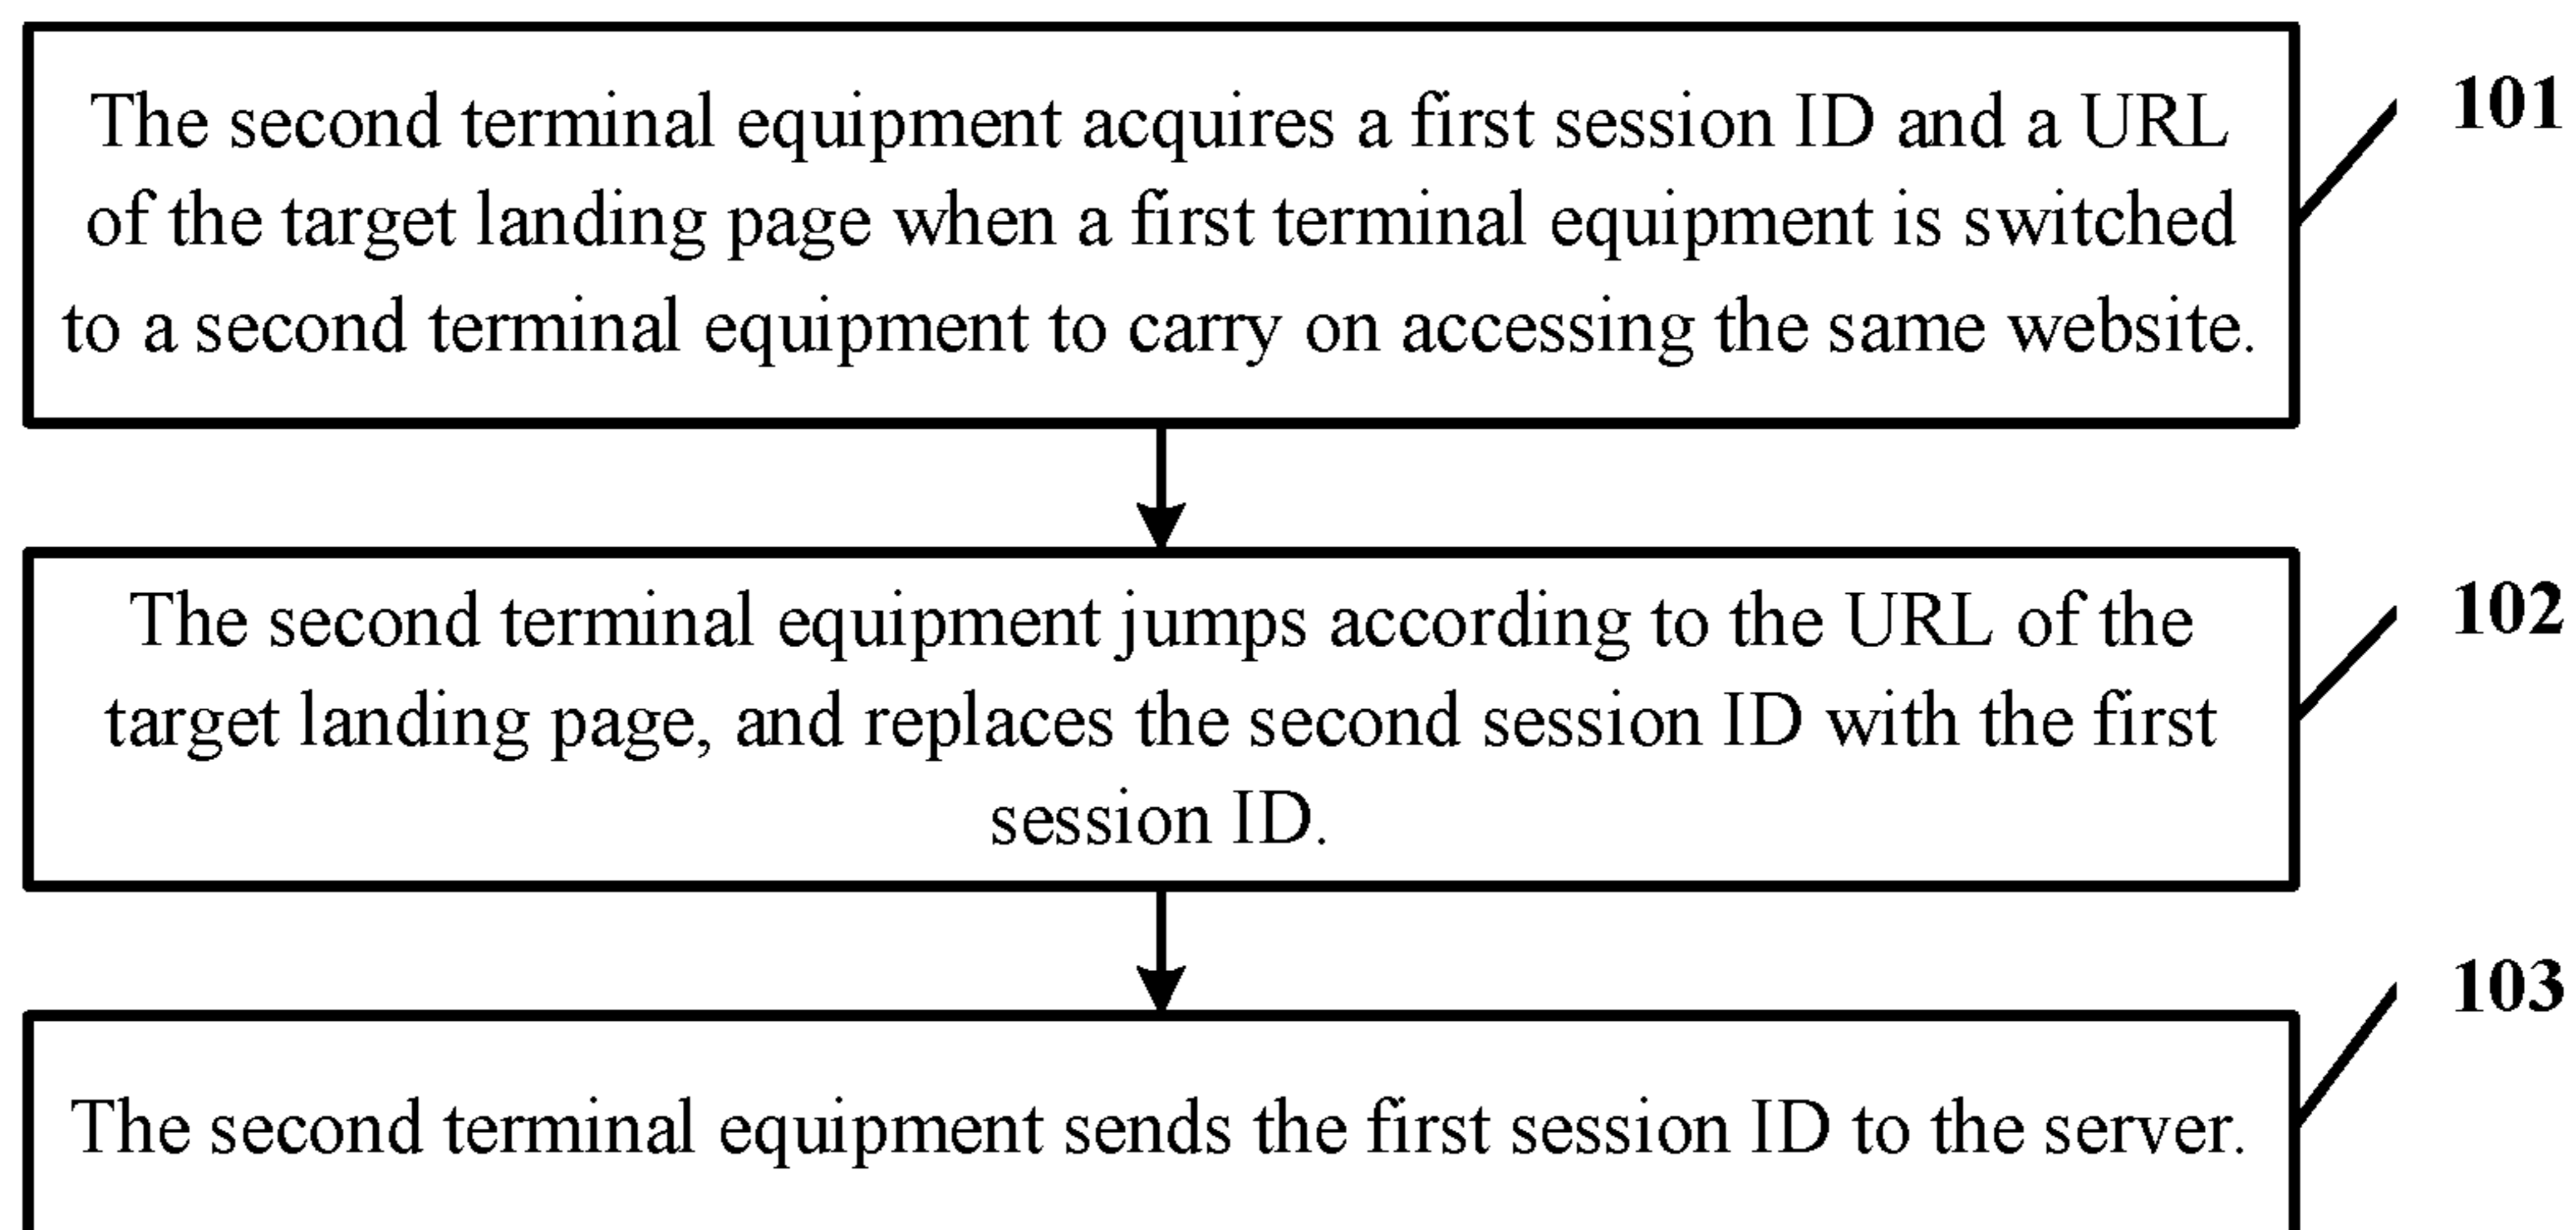 The second terminal equipment acquires a first session ID and a URL
of the target landing page when a first terminal equipment is switched
to a second terminal equipment to carry on accessing the same website.
101
The second terminal equipment jumps according to the URL of the
target landing page, and replaces the second session ID with the first
session ID.
102
The second terminal equipment sends the first session ID to the server.
103